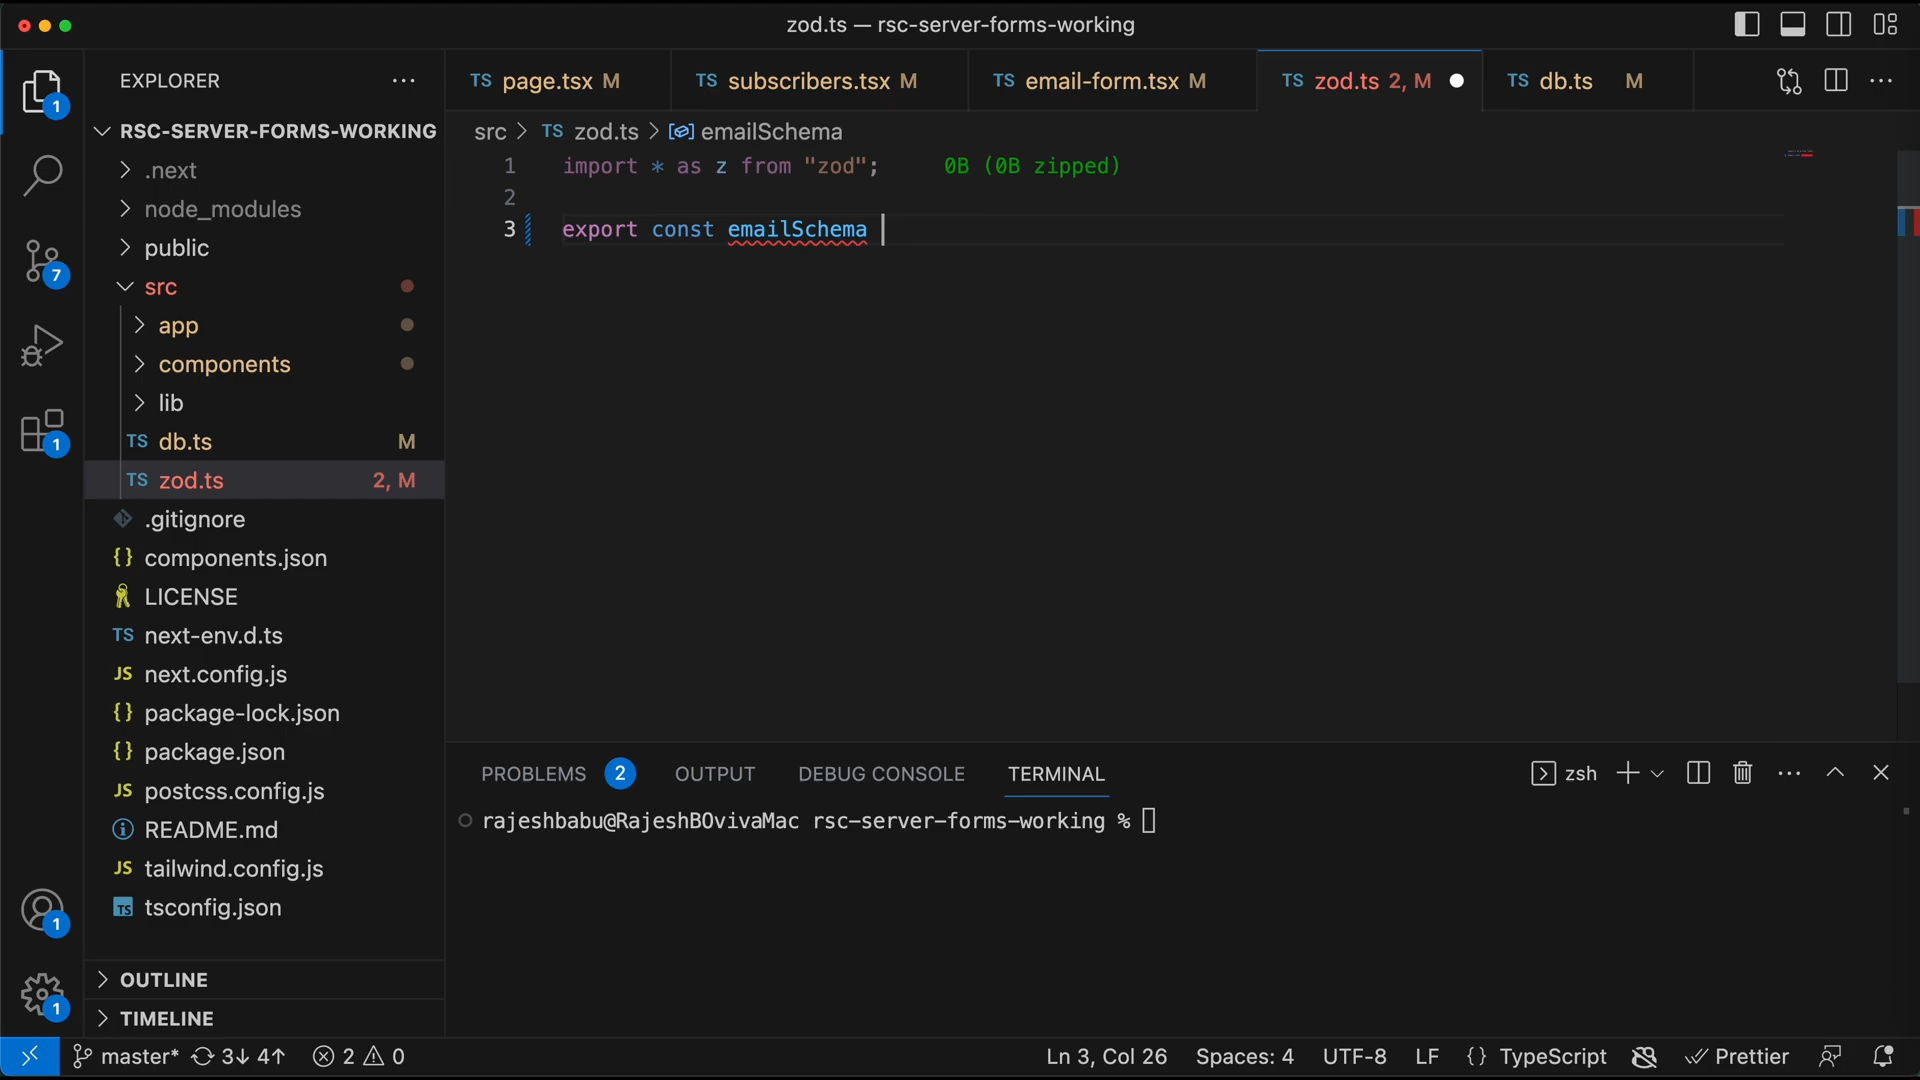 zod.ts — rsc-server-forms-working
1
7
1
1
1
EXPLORER
RSC-SERVER-FORMS-WORKING
.next
node_modules
public
src
app
components
lib
TS db.ts M
TS zod.ts 2, M
.gitignore
{} components.json
LICENSE
TS next-env.d.ts
JS next.config.js
{} package-lock.json
{} package.json
JS postcss.config.js
README.md
JS tailwind.config.js
TS tsconfig.json
OUTLINE
TIMELINE
TS page.tsx M
TS subscribers.tsx M
TS email-form.tsx M
TS zod.ts 2, M
TS db.ts M
src > TS zod.ts > emailSchema
1 import * as z from "zod"; 0B (0B zipped)
2
3 export const emailSchema
PROBLEMS 2 OUTPUT DEBUG CONSOLE TERMINAL
zsh
rajeshbabu@RajeshBOvivaMac rsc-server-forms-working %
master* 3↓ 4↑ 2 0
Ln 3, Col 26 Spaces: 4 UTF-8 LF {} TypeScript Prettier